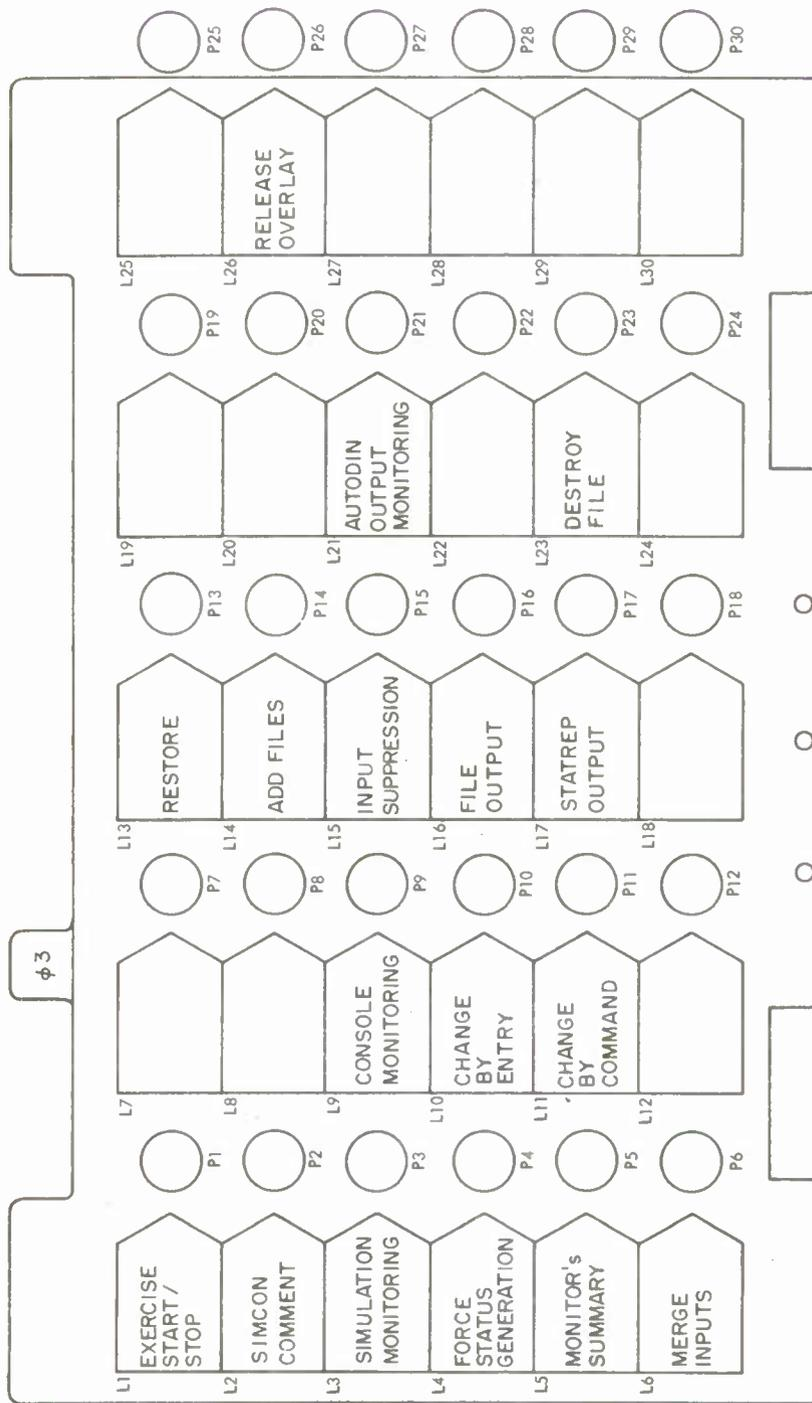 φ3
L1
EXERCISE
START/
STOP
P1
L2
SIMCON
COMMENT
P2
L3
SIMULATION
MONITORING
P3
L4
FORCE
STATUS
GENERATION
P4
L5
MONITOR's
SUMMARY
P5
L6
MERGE
INPUTS
P6
L7
P7
L8
P8
L9
CONSOLE
MONITORING
P9
L10
CHANGE
BY
ENTRY
P10
L11
CHANGE
BY
COMMAND
P11
L12
P12
L13
RESTORE
P13
L14
ADD FILES
P14
L15
INPUT
SUPPRESSION
P15
L16
FILE
OUTPUT
P16
L17
STATREP
OUTPUT
P17
L18
P18
L19
P19
L20
P20
L21
AUTODIN
OUTPUT
MONITORING
P21
L22
P22
L23
DESTROY
FILE
P23
L24
P24
L25
P25
L26
RELEASE
OVERLAY
P26
L27
P27
L28
P28
L29
P29
L30
P30